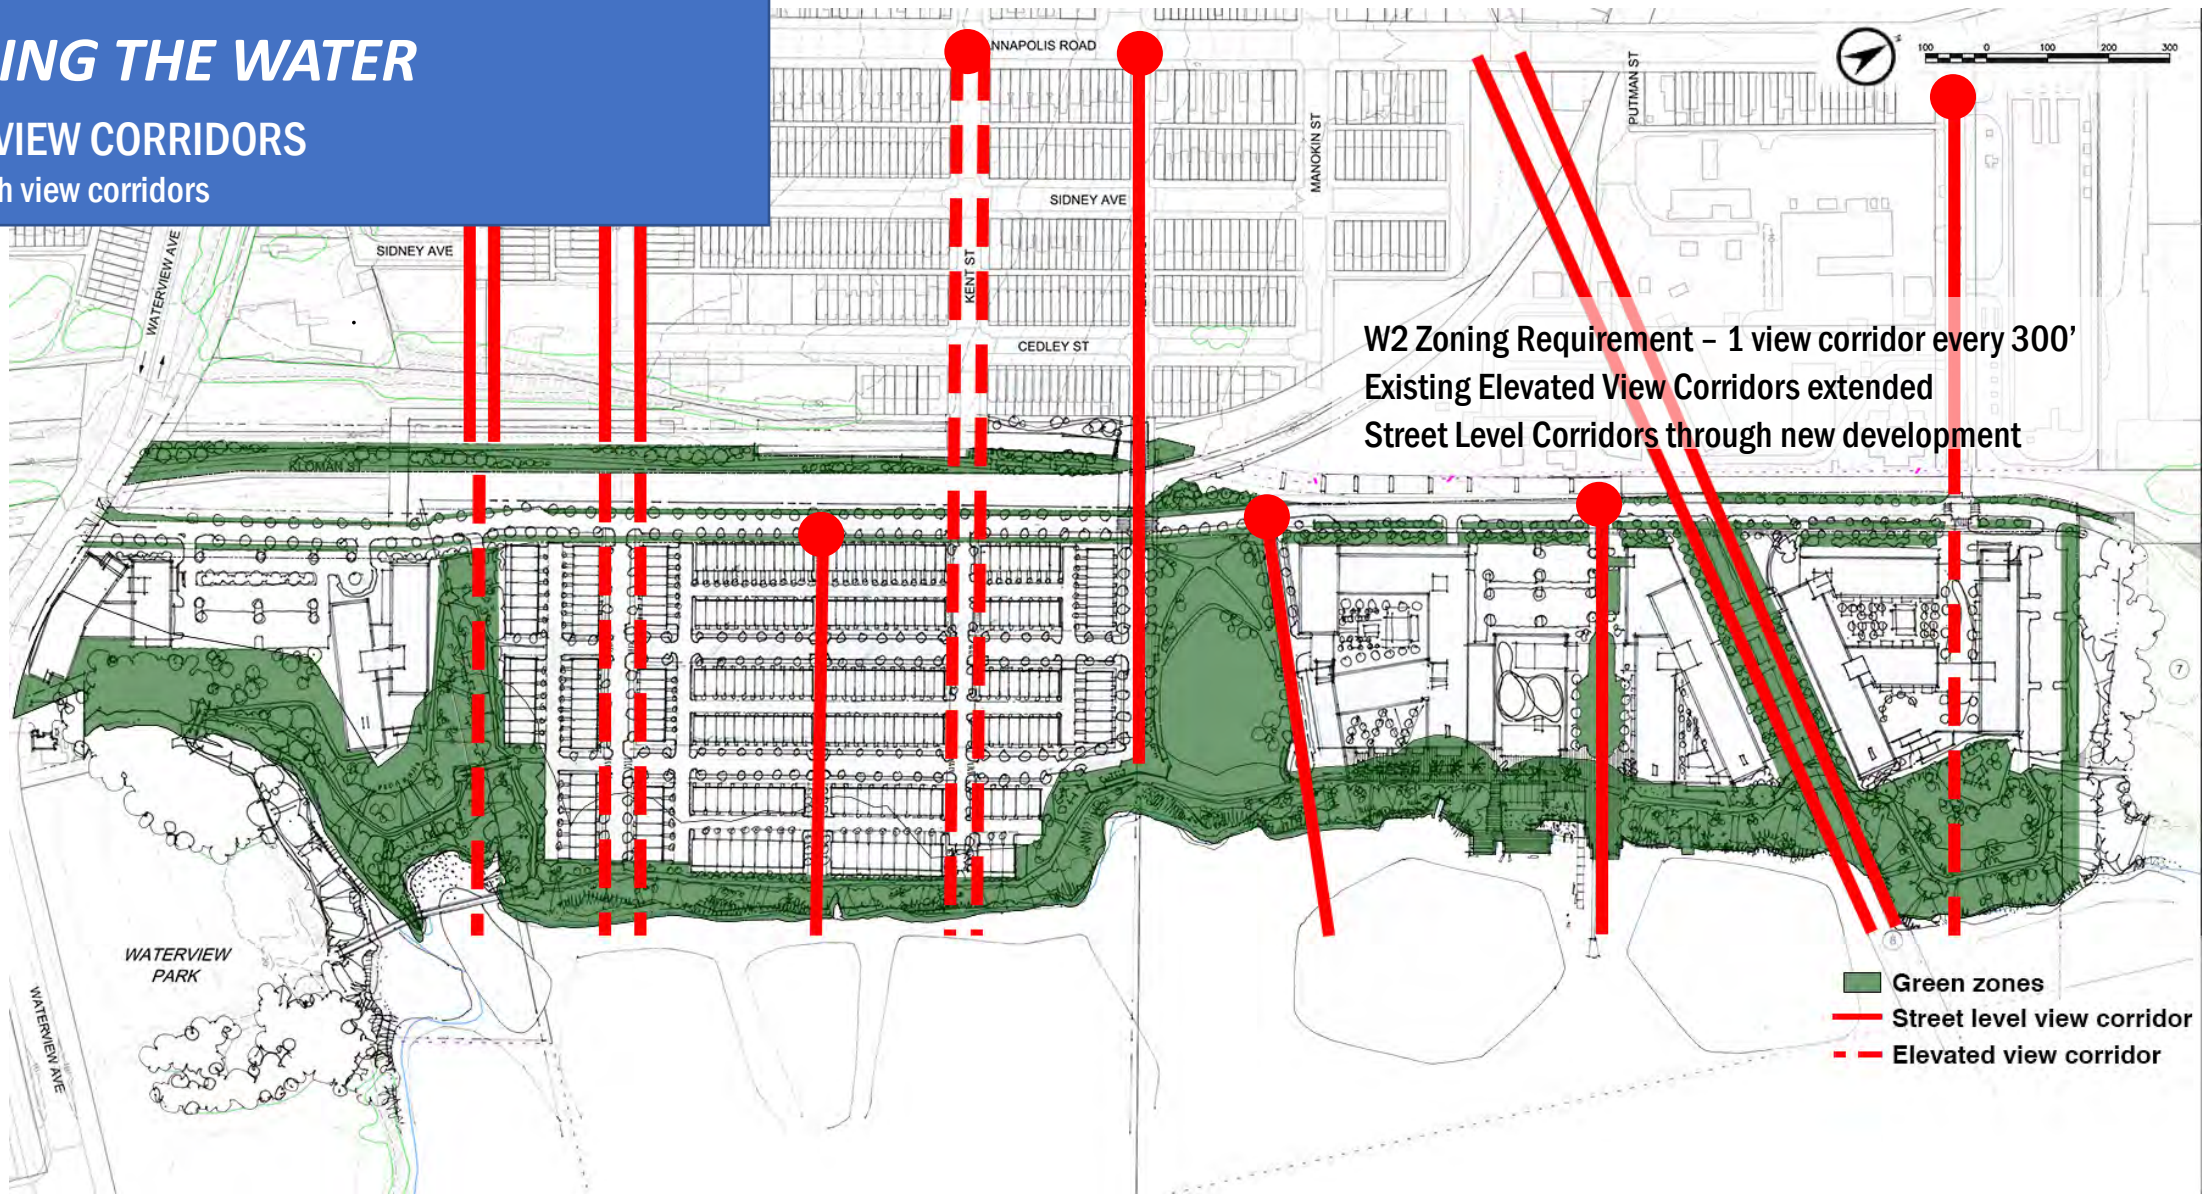 ING THE WATER
VIEW CORRIDORS
h view corridors
NNAPOLIS ROAD
PUTMAN ST
100 0 100 200 300
MANOKIN ST
SIDNEY AVE
WATERVIEW AVE
SIDNEY AVE
KENT ST
CEDLEY ST
W2 Zoning Requirement – 1 view corridor every 300’
Existing Elevated View Corridors extended
Street Level Corridors through new development
KLOMAN ST
7
8
WATERVIEW
PARK
WATERVIEW AVE
Green zones
Street level view corridor
Elevated view corridor